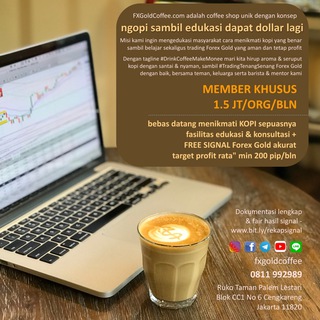 FXGoldCoffee.com adalah coffee shop unik dengan konsep
ngopi sambil edukasi dapat dollar lagi
Misi kami ingin mengedukasi masyarakat cara menikmati kopi yang benar
sambil belajar sekaligus trading Forex Gold yang aman dan tetap profit
Dengan tagline #DrinkCoffeeMakeMonee mari kita hirup aroma & seruput
kopi dengan santai & nyaman, sambil #TradingTenangSenang Forex Gold
dengan baik, bersama teman, keluarga serta barista & mentor kami
MEMBER KHUSUS
1.5 JT/ORG/BLN
bebas datang menikmati KOPI sepuasnya
fasilitas edukasi & konsultasi +
FREE SIGNAL Forex Gold akurat
target profit rata" min 200 pip/bln
Dokumentasi lengkap
& fair hasil signal -
www.bit.ly/rekapsignal
fxgoldcoffee
0811 992989
Ruko Taman Palem Lestari
Blok CC1 No 6 Cengkareng
Jakarta 11820